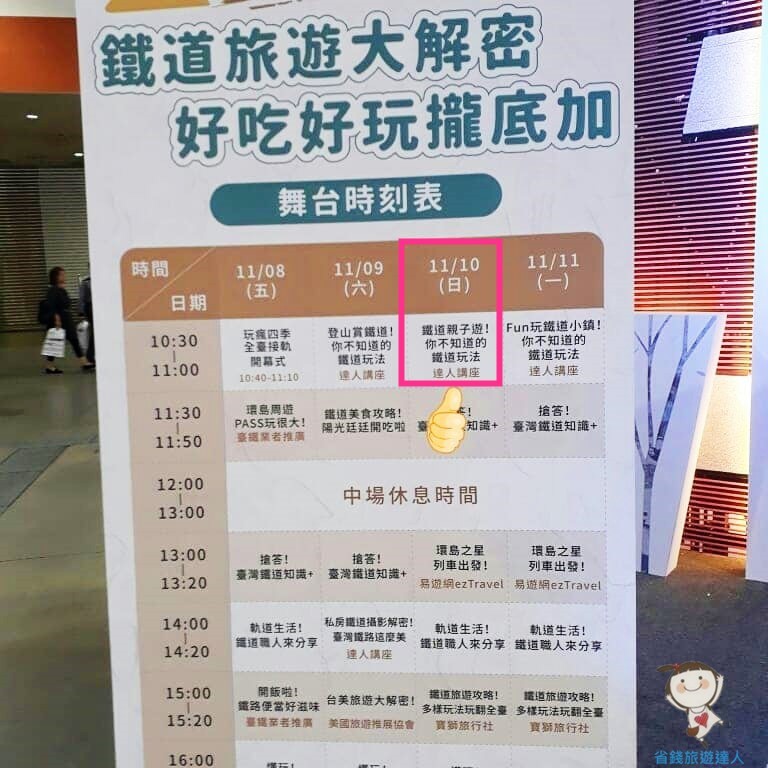 鐵道旅遊大解密
好吃好玩攏底加
舞台時刻表
時間
日期
11/08
(五)
11/09
(六)
11/10
(日)
11/11
(一)
10:30
11:00
玩瘋四季
全臺接軌
開幕式
10:40-11:10
登山賞鐵道!
你不知道的
鐵道玩法
達人講座
鐵道親子遊!
你不知道的
鐵道玩法
達人講座
Fun玩鐵道小鎮!
你不知道的
鐵道玩法
達人講座
11:30
11:50
環島周遊
PASS玩很大!
臺鐵業者推廣
鐵道美食攻略!
陽光廷廷開吃啦
答!
臺 知識+
搶答!
臺灣鐵道知識+
12:00
13:00
中場休息時間
13:00
13:20
搶答!
臺灣鐵道知識+
搶答!
臺灣鐵道知識+
環島之星
列車出發!
易遊網ezTravel
環島之星
列車出發!
易遊網ezTravel
14:00
14:20
軌道生活!
鐵道職人來分享
私房鐵道攝影解密!
臺灣鐵路這麼美
達人講座
軌道生活!
鐵道職人來分享
軌道生活!
鐵道職人來分享
15:00
15:20
開飯啦!
鐵路便當好滋味
臺鐵業者推廣
台美旅遊大解密!
美國旅遊推展協會
鐵道旅遊攻略!
多樣玩法玩翻全臺
寶獅旅行社
鐵道旅遊攻略!
多樣玩法玩翻全臺
寶獅旅行社
16:00
省錢旅遊達人